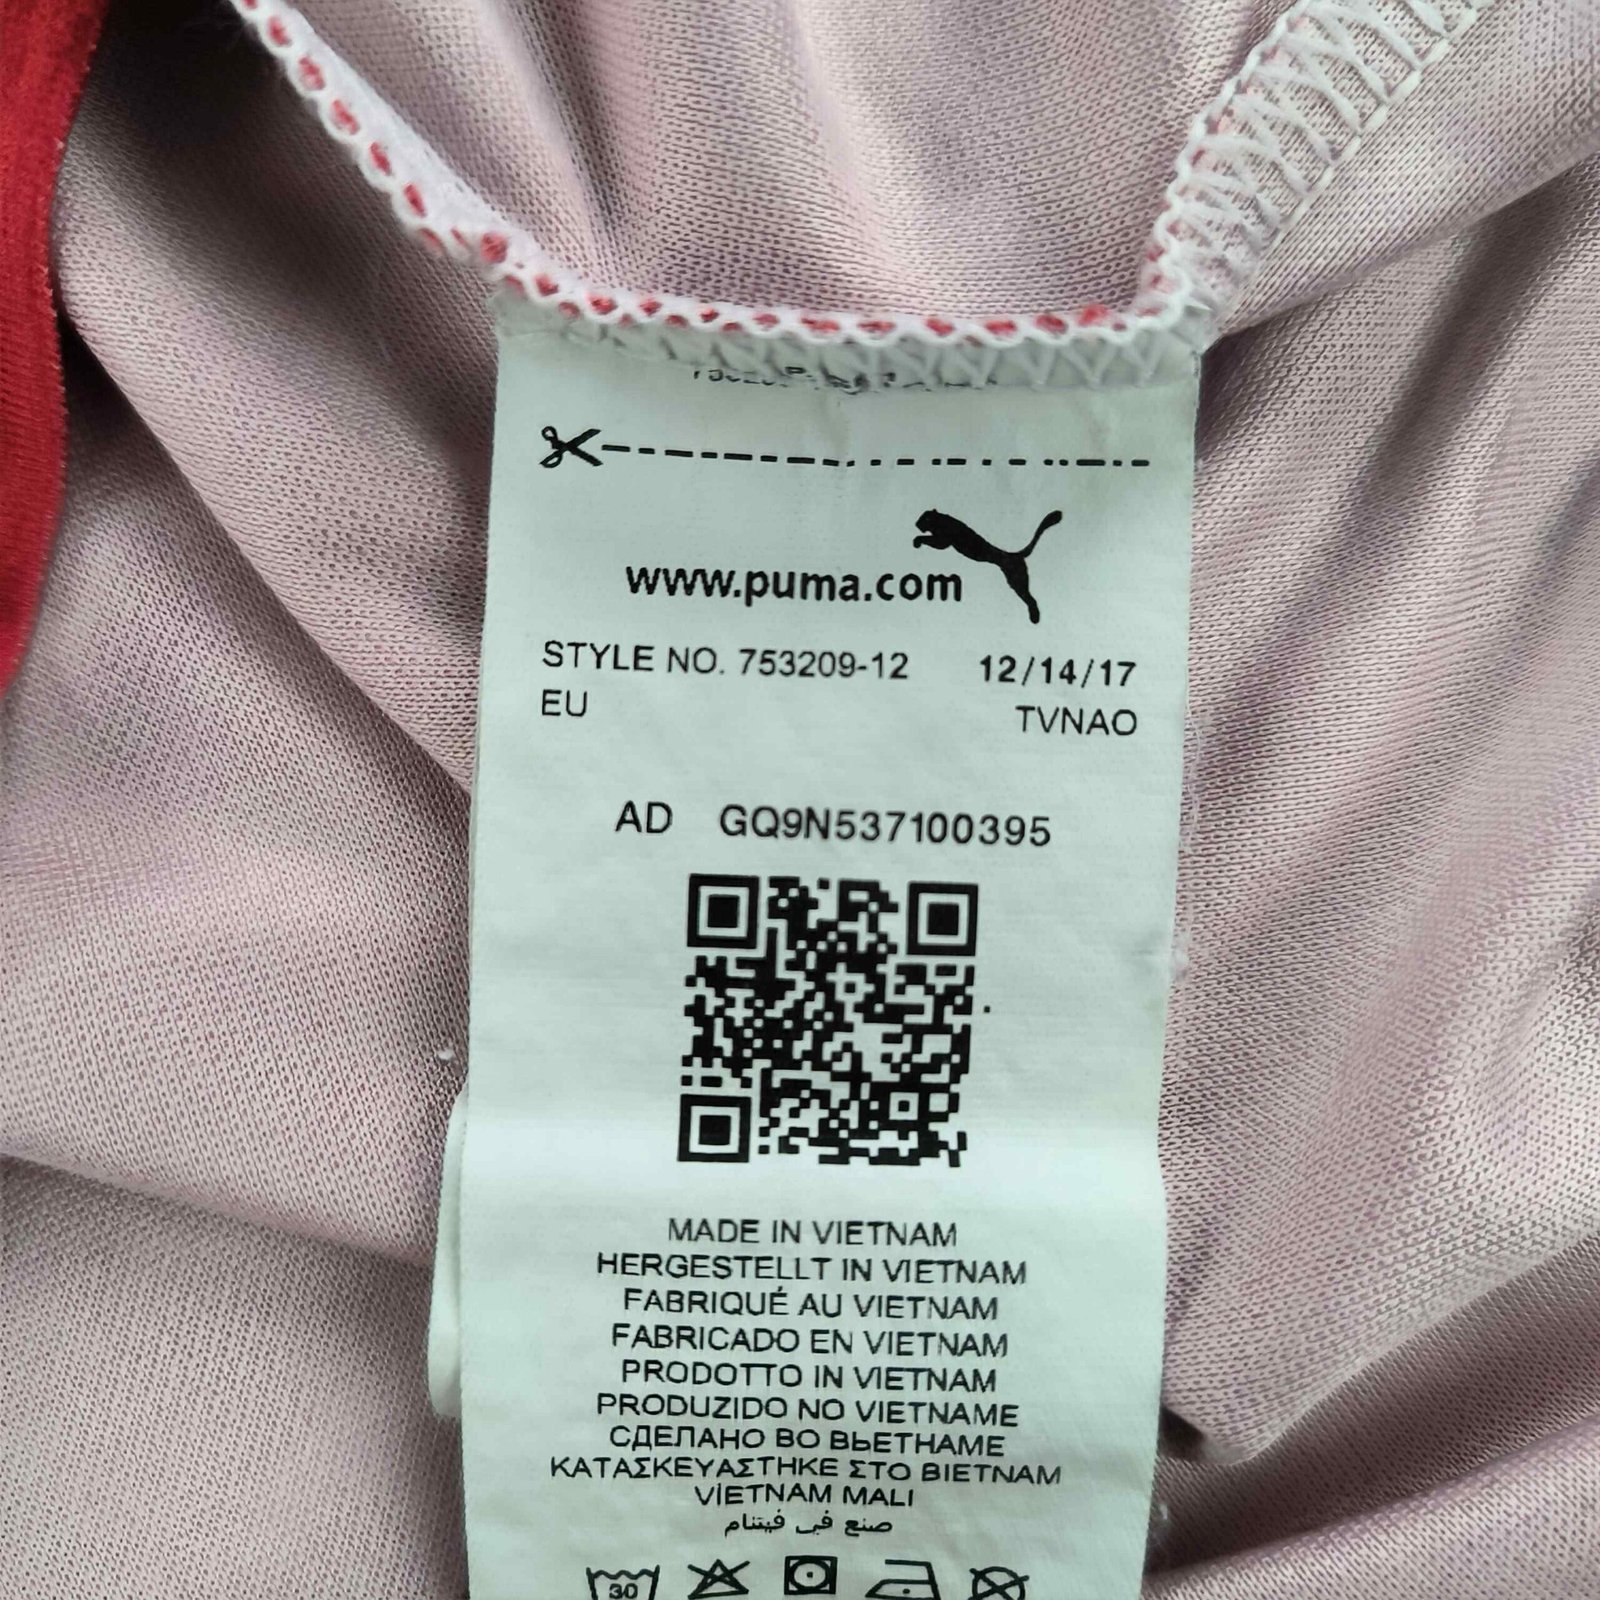 www.puma.com
STYLE NO. 753209-12 12/14/17
EU TVNAO
AD GQ9N537100395
MADE IN VIETNAM
HERGESTELLT IN VIETNAM
FABRIQUÉ AU VIETNAM
FABRICADO EN VIETNAM
PRODOTTO IN VIETNAM
PRODUZIDO NO VIETNAME
СДЕЛАНО ВО ВЬЕТНАМЕ
ΚΑΤΑΣΚΕΥΑΣΤΗΚΕ ΣΤΟ ΒΙΕΤΝΑΜ
VİETNAM MALI
صنع في فيتنام
30